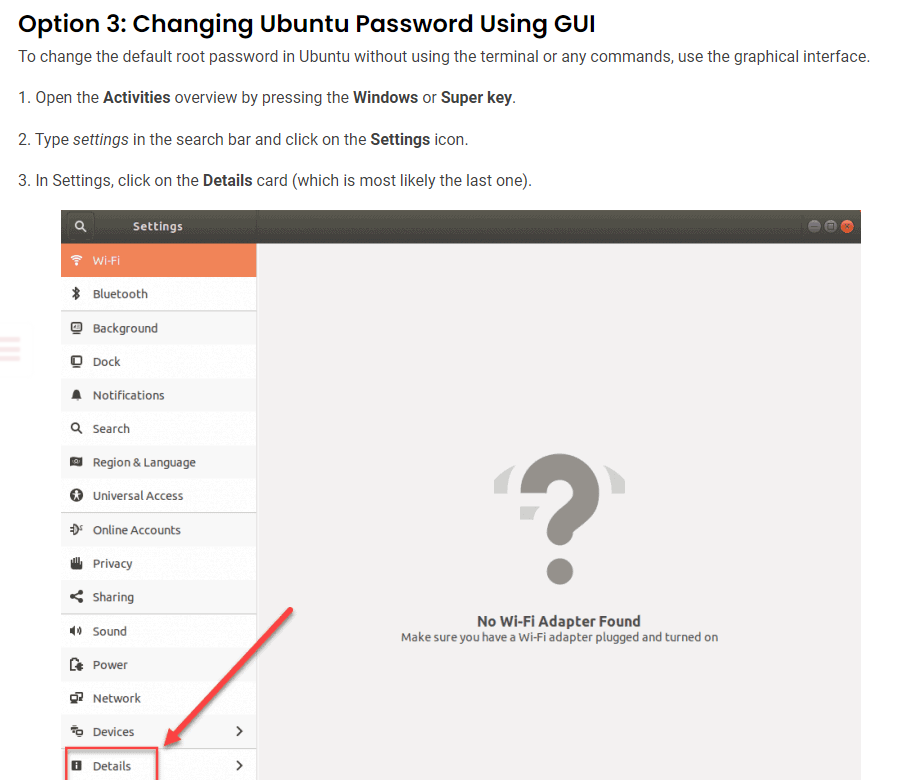 Option 3: Changing Ubuntu Password Using GUI
To change the default root password in Ubuntu without using the terminal or any commands, use the graphical interface.
1. Open the Activities overview by pressing the Windows or Super key.
2. Type settings in the search bar and click on the Settings icon.
3. In Settings, click on the Details card (which is most likely the last one).
Settings
Wi-Fi
Bluetooth
Background
Dock
Notifications
Search
Region & Language
Universal Access
Online Accounts
Privacy
Sharing
Sound
Power
Network
Devices
Details
No Wi-Fi Adapter Found
Make sure you have a Wi-Fi adapter plugged and turned on